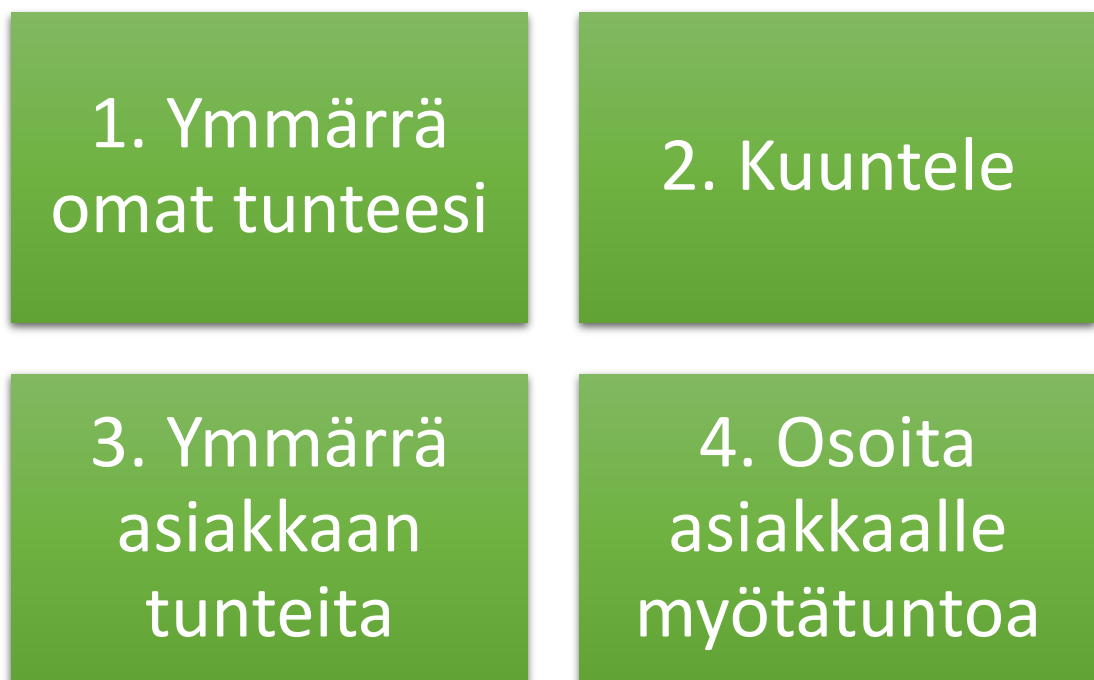 1. Ymmärrä
omat tunteesi
2. Kuuntele
3. Ymmärrä
asiakkaan
tunteita
4. Osoita
asiakkaalle
myötätuntoa